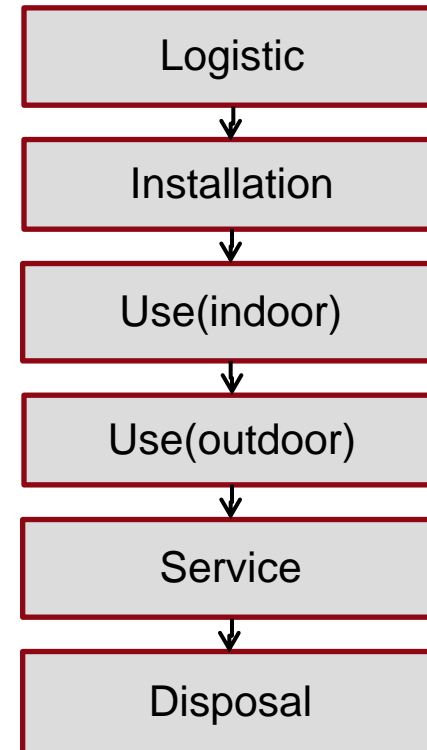 Logistic
Installation
Use(indoor)
Use(outdoor)
Service
Disposal